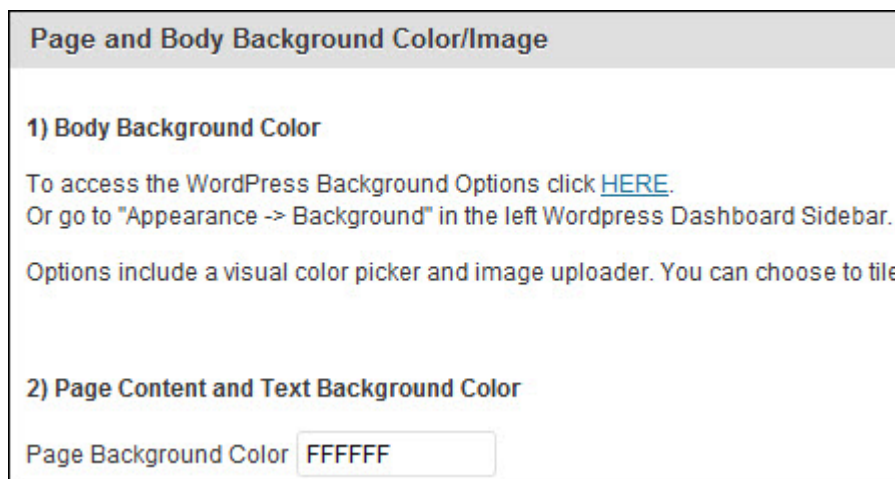 Page and Body Background Color/Image
1) Body Background Color
To access the WordPress Background Options click HERE.
Or go to "Appearance -> Background" in the left Wordpress Dashboard Sidebar.
Options include a visual color picker and image uploader. You can choose to tile
2) Page Content and Text Background Color
Page Background Color FFFFFF